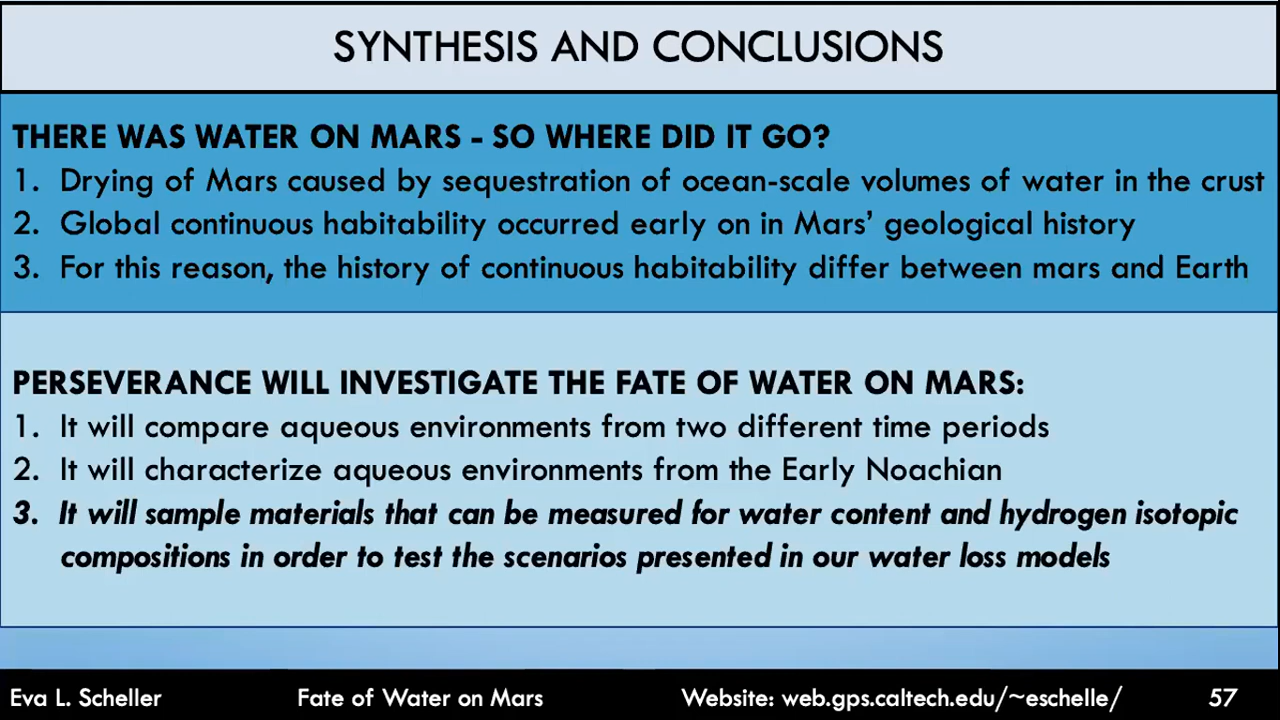 SYNTHESIS AND CONCLUSIONS
THERE WAS WATER ON MARS - SO WHERE DID IT GO?
1. Drying of Mars caused by sequestration of ocean-scale volumes of water in the crust
2. Global continuous habitability occurred early on in Mars’ geological history
3. For this reason, the history of continuous habitability differ between mars and Earth
PERSEVERANCE WILL INVESTIGATE THE FATE OF WATER ON MARS:
1. It will compare aqueous environments from two different time periods
2. It will characterize aqueous environments from the Early Noachian
3. It will sample materials that can be measured for water content and hydrogen isotopic
compositions in order to test the scenarios presented in our water loss models
Eva L. Scheller Fate of Water on Mars Website: web.gps.caltech.edu/~eschelle/ 57